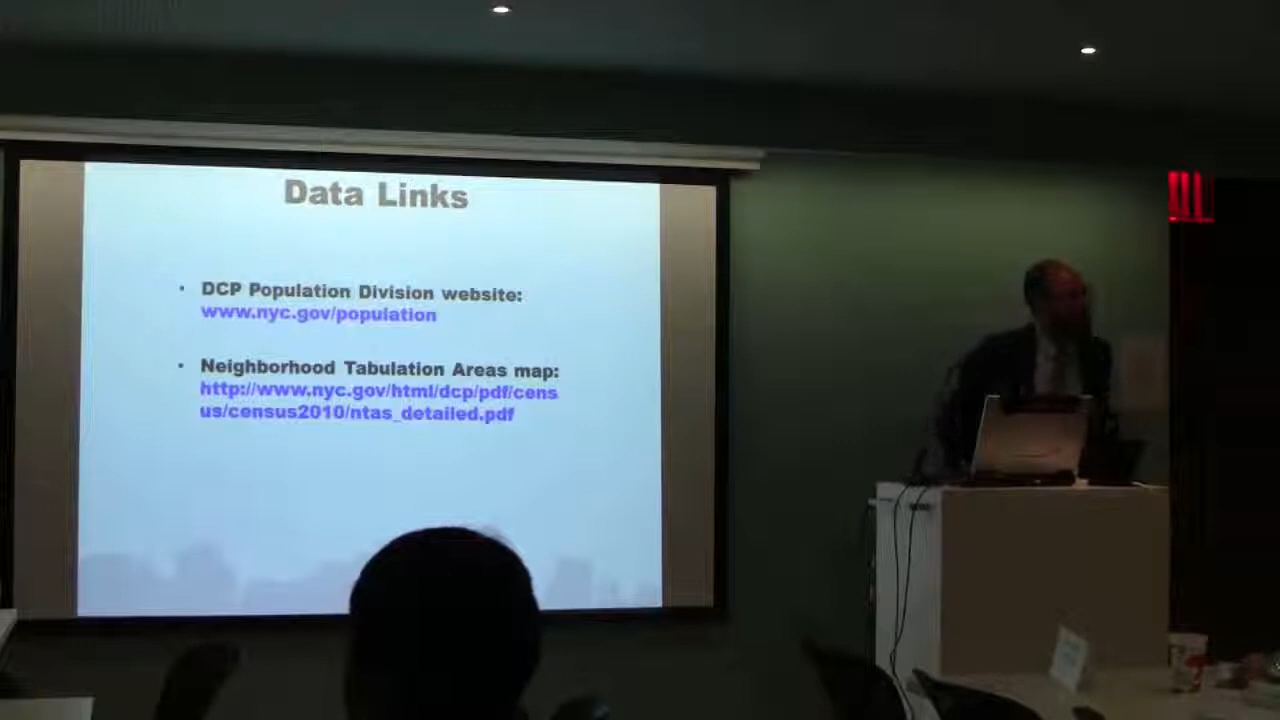 Data Links
• DCP Population Division website:
www.nyc.gov/population
• Neighborhood Tabulation Areas map:
http://www.nyc.gov/html/dcp/pdf/cens
us/census2010/ntas_detailed.pdf